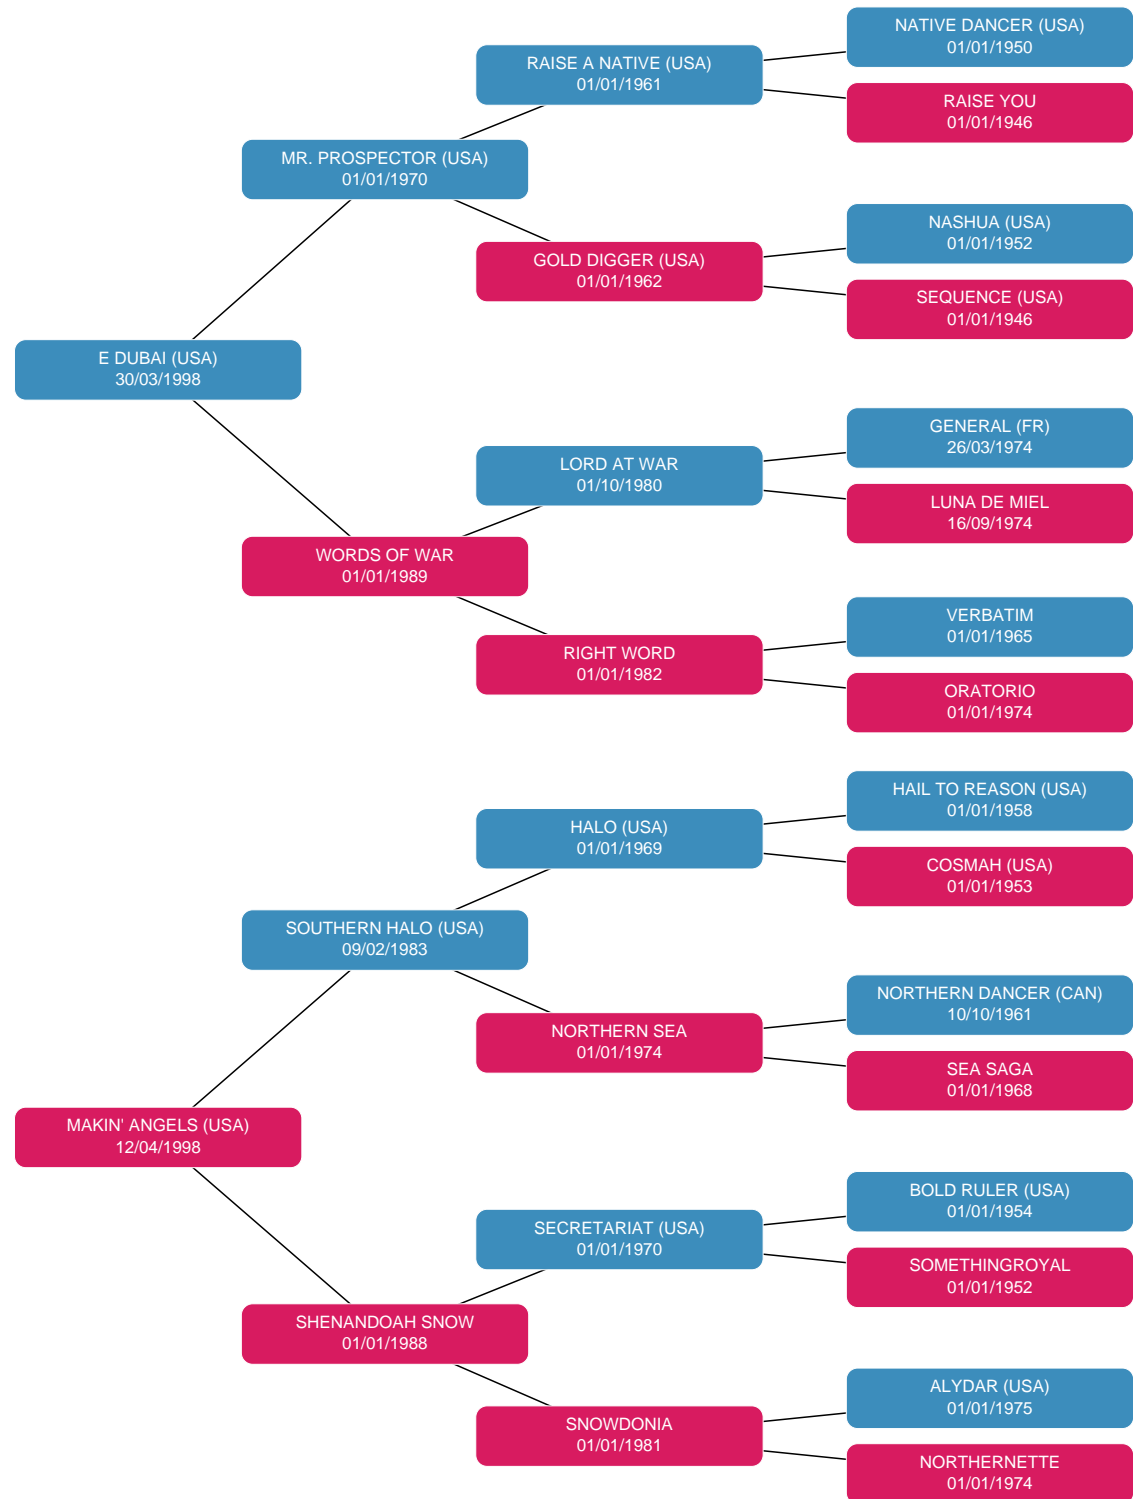 NATIVE DANCER (USA)
01/01/1950
RAISE A NATIVE (USA)
01/01/1961
RAISE YOU
01/01/1946
MR. PROSPECTOR (USA)
01/01/1970
NASHUA (USA)
01/01/1952
GOLD DIGGER (USA)
01/01/1962
SEQUENCE (USA)
01/01/1946
E DUBAI (USA)
30/03/1998
GENERAL (FR)
26/03/1974
LORD AT WAR
01/10/1980
LUNA DE MIEL
16/09/1974
WORDS OF WAR
01/01/1989
VERBATIM
01/01/1965
RIGHT WORD
01/01/1982
ORATORIO
01/01/1974
HAIL TO REASON (USA)
01/01/1958
HALO (USA)
01/01/1969
COSMAH (USA)
01/01/1953
SOUTHERN HALO (USA)
09/02/1983
NORTHERN DANCER (CAN)
10/10/1961
NORTHERN SEA
01/01/1974
SEA SAGA
01/01/1968
MAKIN' ANGELS (USA)
12/04/1998
BOLD RULER (USA)
01/01/1954
SECRETARIAT (USA)
01/01/1970
SOMETHINGROYAL
01/01/1952
SHENANDOAH SNOW
01/01/1988
ALYDAR (USA)
01/01/1975
SNOWDONIA
01/01/1981
NORTHERNETTE
01/01/1974